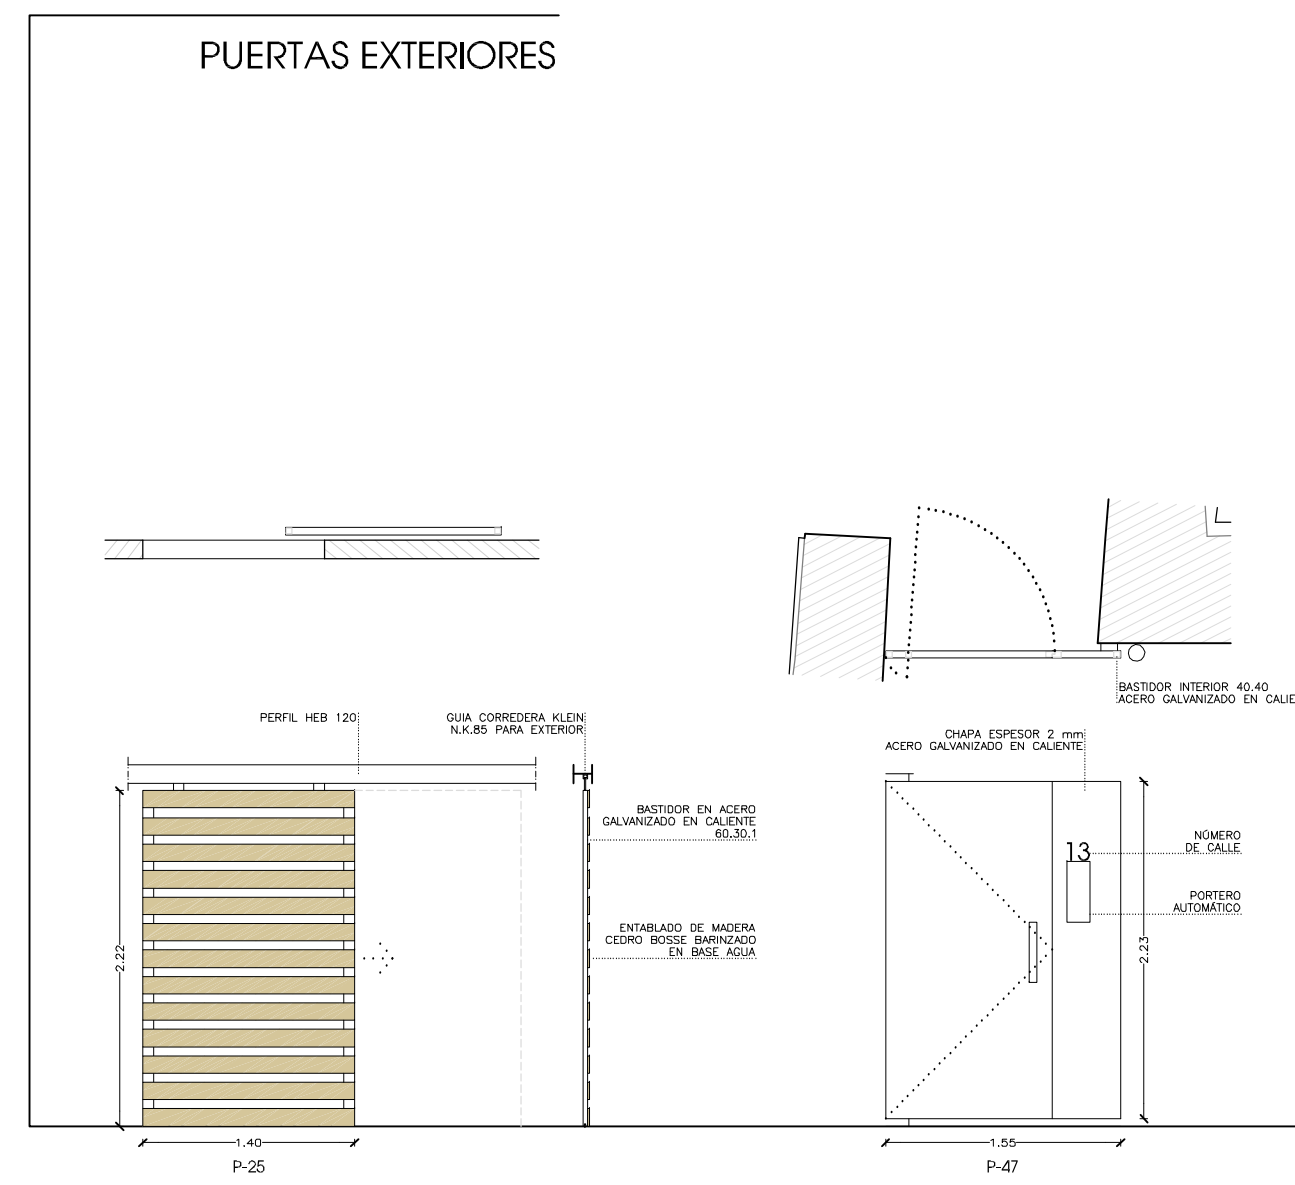 PUERTAS EXTERIORES
BASTIDOR INTERIOR 40.40
ACERO GALVANIZADO EN CALIE
PERFIL HEB 120
GUIA CORREDERA KLEIN
N.K.85 PARA EXTERIOR
CHAPA ESPESOR 2 mm
ACERO GALVANIZADO EN CALIENTE
BASTIDOR EN ACERO
GALVANIZADO EN CALIENTE
60.30.1
NÚMERO
DE CALLE
13
PORTERO
AUTOMÁTICO
ENTABLADO DE MADERA
CEDRO BOSSE BARINZADO
EN BASE AGUA
2.22
2.23
1.40
1.55
P-25
P-47